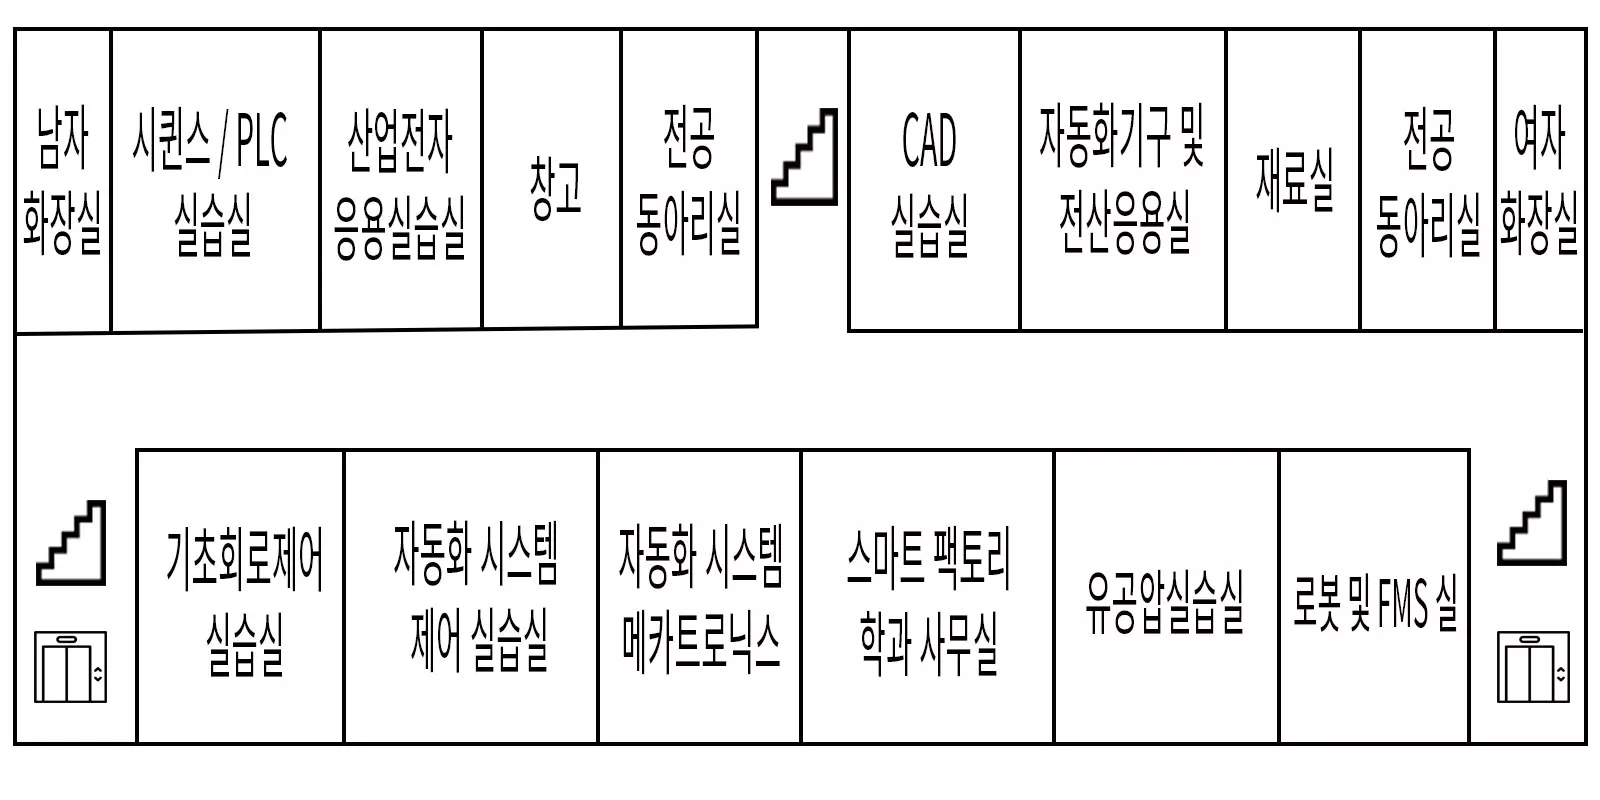 남자
화장실
시퀀스 / PLC
실습실
산업전자
응용실습실
창고
전공
동아리실
CAD
실습실
자동화기구 및
전산응용실
재료실
전공
동아리실
여자
화장실
기초회로제어
실습실
자동화 시스템
제어 실습실
자동화 시스템
메카트로닉스
스마트 팩토리
학과 사무실
유공압실습실
로봇 및 FMS 실